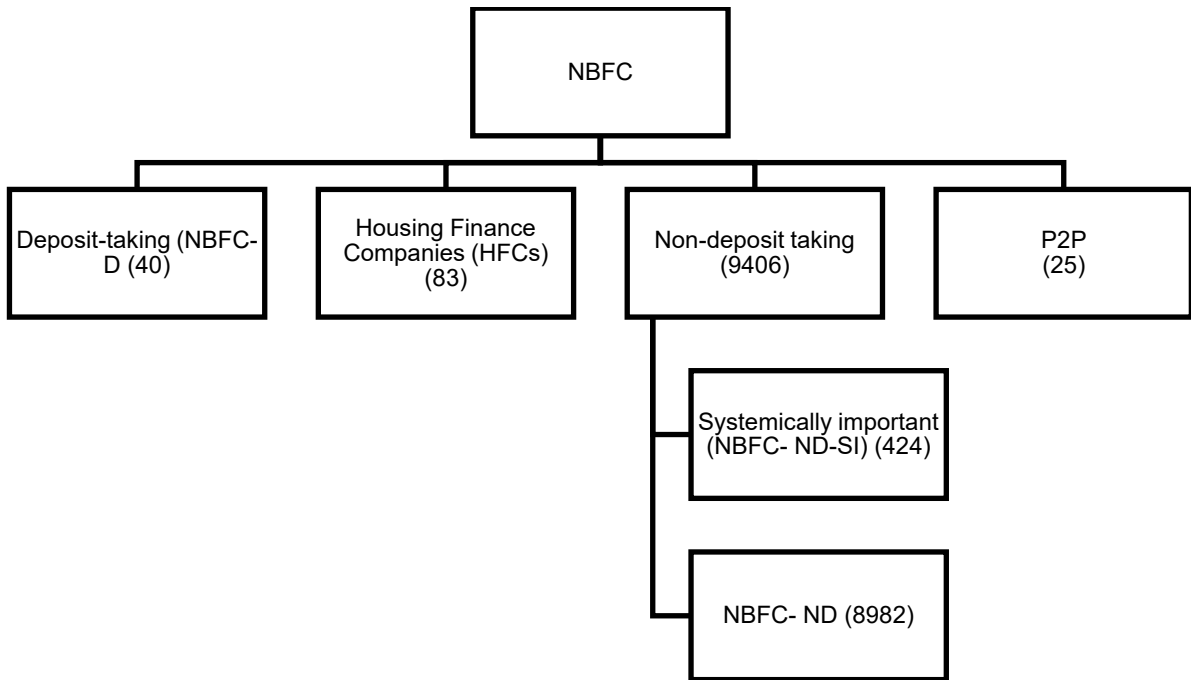 NBFC
Deposit-taking (NBFC-
D (40)
Housing Finance
Companies (HFCs)
(83)
Non-deposit taking
(9406)
P2P
(25)
Systemically important
(NBFC- ND-SI) (424)
NBFC- ND (8982)